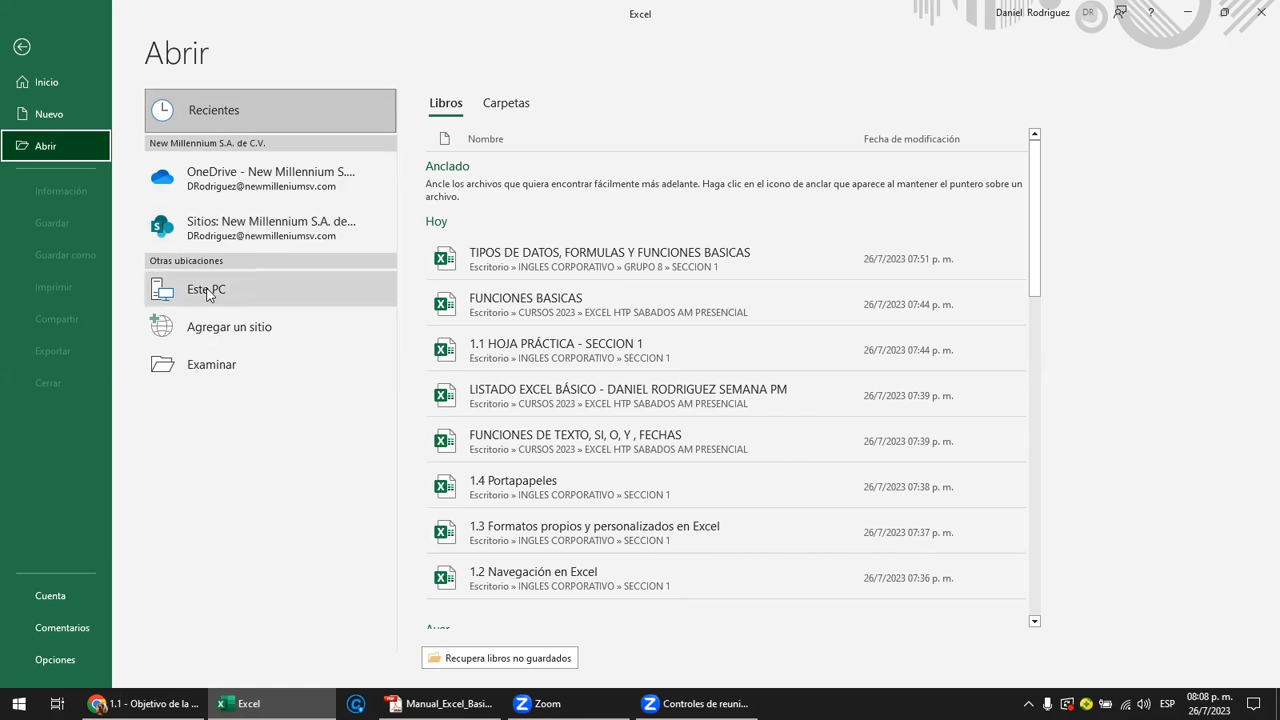 Excel
Daniel Rodriguez DR ?
Abrir
Inicio
Nuevo
Abrir
Información
Guardar
Guardar como
Imprimir
Compartir
Exportar
Cerrar
Cuenta
Comentarios
Opciones
Recientes
New Millennium S.A. de C.V.
OneDrive - New Millennium S....
DRodriguez@newmilleniumsv.com
Sitios: New Millennium S.A. de...
DRodriguez@newmilleniumsv.com
Otras ubicaciones
Este PC
Agregar un sitio
Examinar
Libros Carpetas
Nombre Fecha de modificación
Anclado
Ancle los archivos que quiera encontrar fácilmente más adelante. Haga clic en el icono de anclar que aparece al mantener el puntero sobre un
archivo.
Hoy
TIPOS DE DATOS, FORMULAS Y FUNCIONES BASICAS 26/7/2023 07:51 p. m.
Escritorio » INGLES CORPORATIVO » GRUPO 8 » SECCION 1
FUNCIONES BASICAS 26/7/2023 07:44 p. m.
Escritorio » CURSOS 2023 » EXCEL HTP SABADOS AM PRESENCIAL
1.1 HOJA PRÁCTICA - SECCION 1 26/7/2023 07:44 p. m.
Escritorio » INGLES CORPORATIVO » SECCION 1
LISTADO EXCEL BÁSICO - DANIEL RODRIGUEZ SEMANA PM 26/7/2023 07:39 p. m.
Escritorio » CURSOS 2023 » EXCEL HTP SABADOS AM PRESENCIAL
FUNCIONES DE TEXTO, SI, O, Y , FECHAS 26/7/2023 07:39 p. m.
Escritorio » CURSOS 2023 » EXCEL HTP SABADOS AM PRESENCIAL
1.4 Portapapeles 26/7/2023 07:38 p. m.
Escritorio » INGLES CORPORATIVO » SECCION 1
1.3 Formatos propios y personalizados en Excel 26/7/2023 07:37 p. m.
Escritorio » INGLES CORPORATIVO » SECCION 1
1.2 Navegación en Excel 26/7/2023 07:36 p. m.
Escritorio » INGLES CORPORATIVO » SECCION 1
Ayer
Recupera libros no guardados
1.1 - Objetivo de la ... Excel Manual_Excel_Basi... Zoom Controles de reuni... ESP 08:08 p. m.
26/7/2023